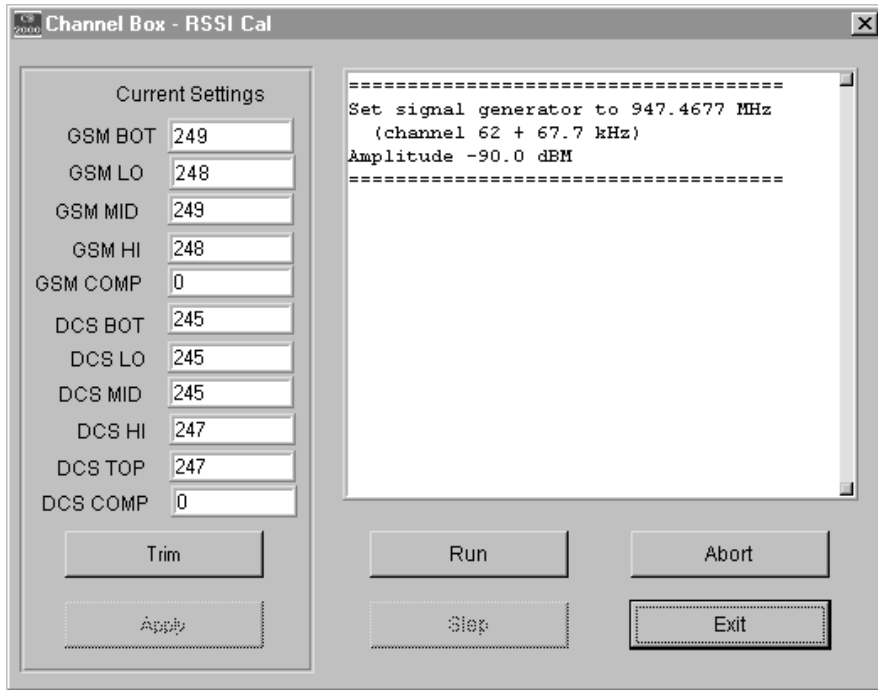 CS
2000
Channel Box - RSSI Cal
Current Settings
GSM BOT 249
GSM LO 248
GSM MID 249
GSM HI 248
GSM COMP 0
DCS BOT 245
DCS LO 245
DCS MID 245
DCS HI 247
DCS TOP 247
DCS COMP 0
Trim
Apply
=====================================
Set signal generator to 947.4677 MHz
(channel 62 + 67.7 kHz)
Amplitude -90.0 dBM
=====================================
Run
Abort
Step
Exit